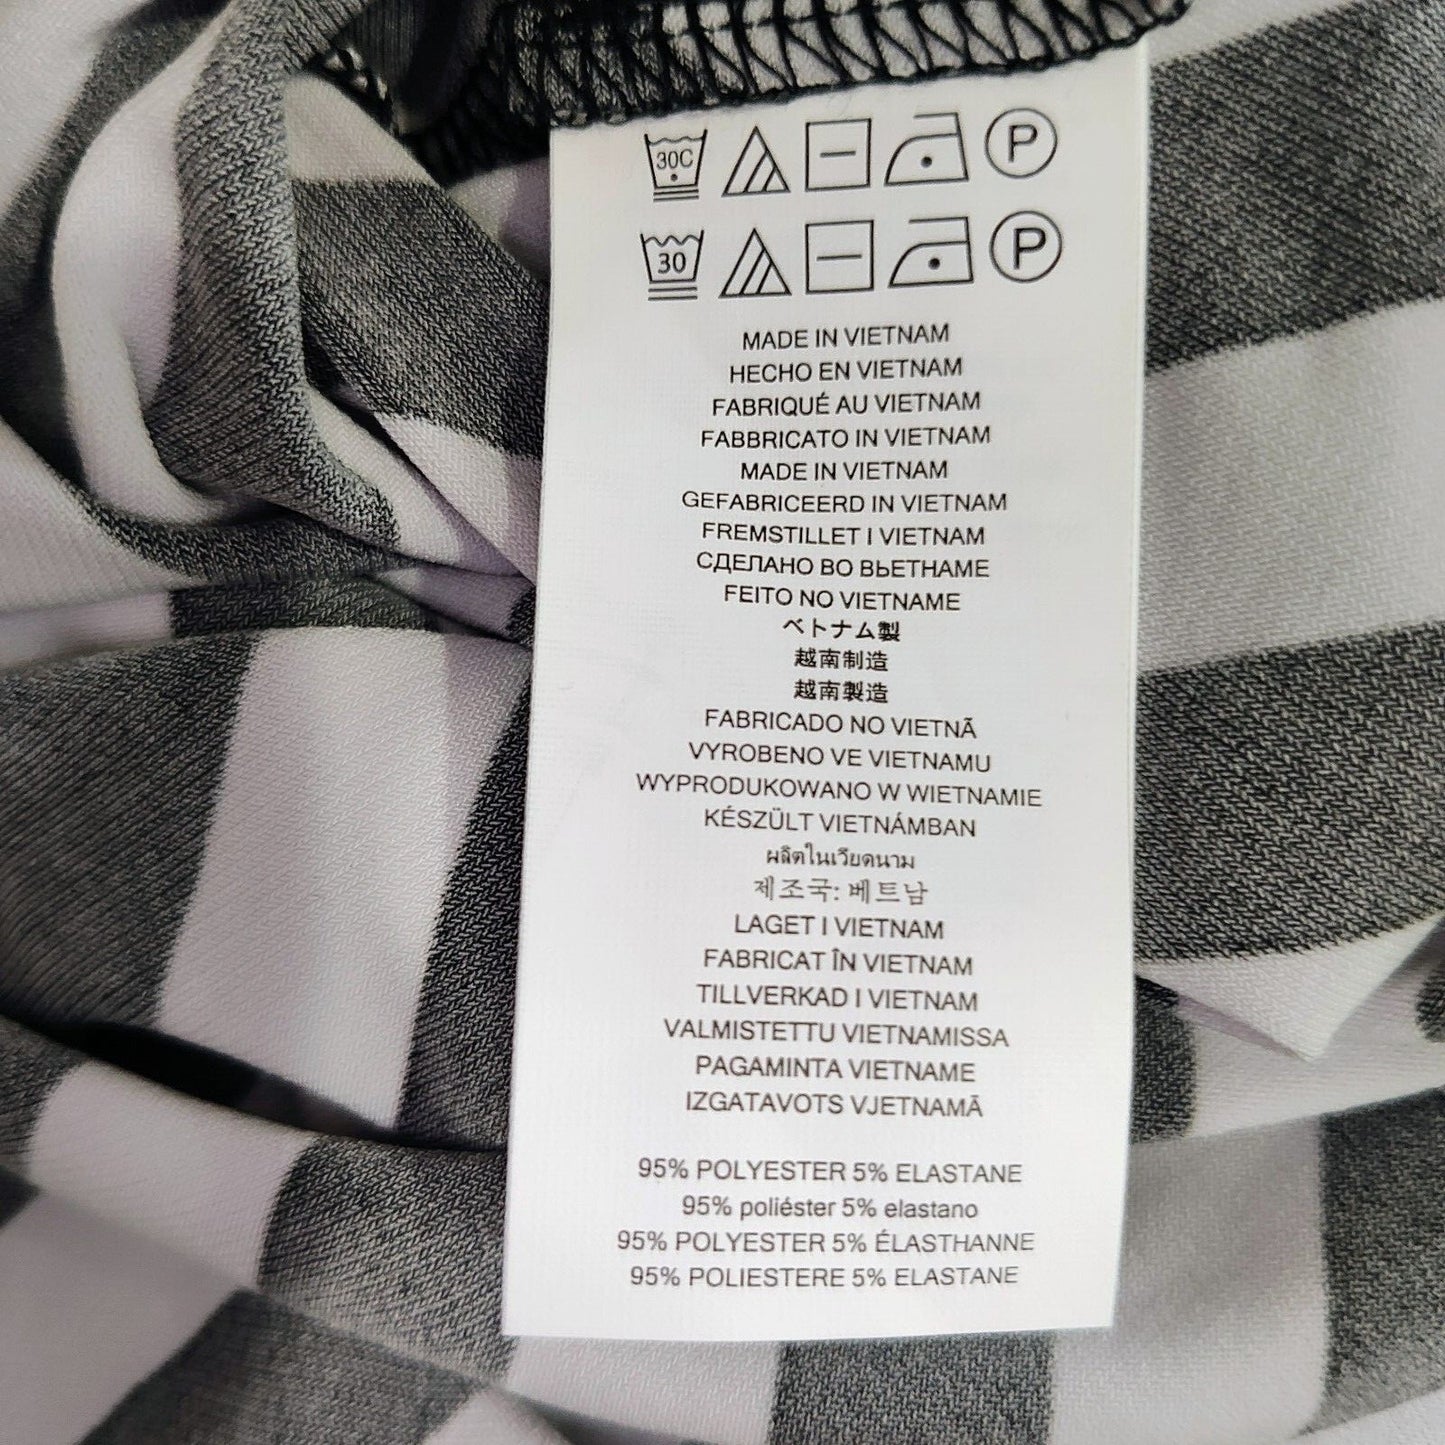 30C P
30 P
MADE IN VIETNAM
HECHO EN VIETNAM
FABRIQUÉ AU VIETNAM
FABBRICATO IN VIETNAM
MADE IN VIETNAM
GEFABRICEERD IN VIETNAM
FREMSTILLET I VIETNAM
СДЕЛАНО ВО ВЬЕТНАМЕ
FEITO NO VIETNAME
ベトナム製
越南制造
越南製造
FABRICADO NO VIETNÃ
VYROBENO VE VIETNAMU
WYPRODUKOWANO W WIETNAMIE
KÉSZÜLT VIETNÁMBAN
ผลิตในเวียดนาม
제조국: 베트남
LAGET I VIETNAM
FABRICAT ÎN VIETNAM
TILLVERKAD I VIETNAM
VALMISTETTU VIETNAMISSA
PAGAMINTA VIETNAME
IZGATAVOTS VJETNAMĀ
95% POLYESTER 5% ELASTANE
95% poliéster 5% elastano
95% POLYESTER 5% ÉLASTHANNE
95% POLIESTERE 5% ELASTANE